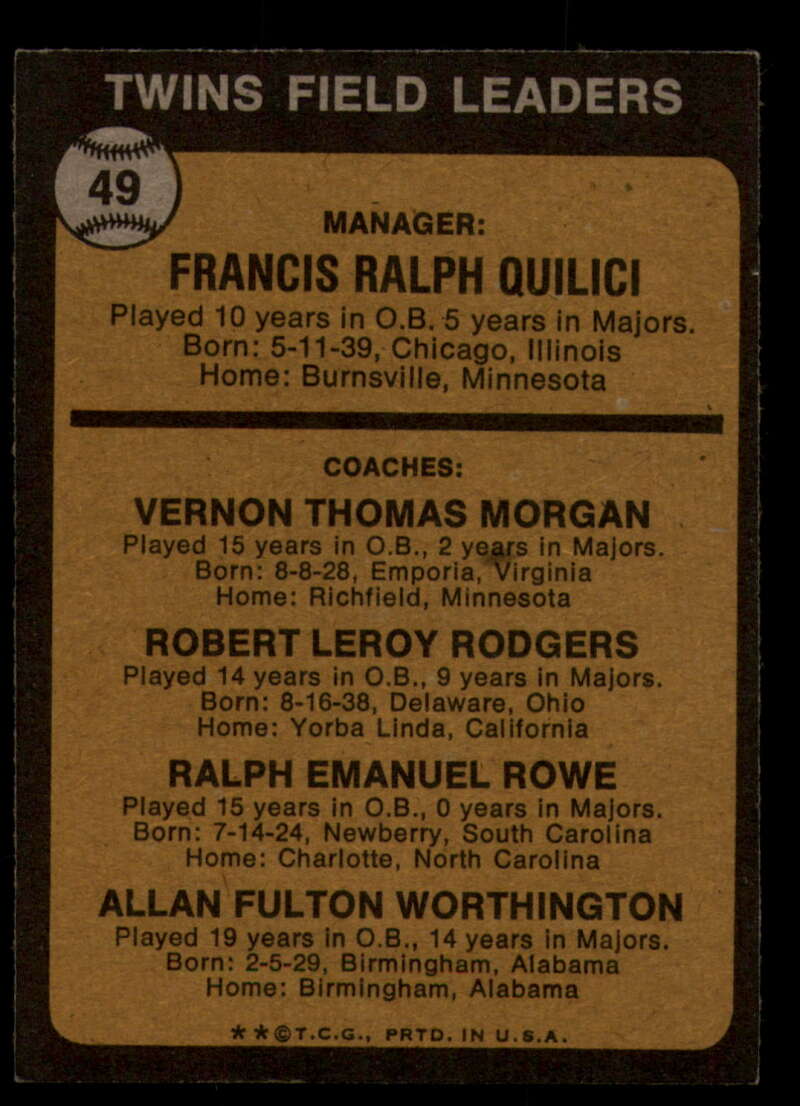 TWINS FIELD LEADERS
49
MANAGER:
FRANCIS RALPH QUILICI
Played 10 years in O.B. 5 years in Majors.
Born: 5-11-39, Chicago, Illinois
Home: Burnsville, Minnesota
COACHES:
VERNON THOMAS MORGAN
Played 15 years in O.B., 2 years in Majors.
Born: 8-8-28, Emporia, Virginia
Home: Richfield, Minnesota
ROBERT LEROY RODGERS
Played 14 years in O.B., 9 years in Majors.
Born: 8-16-38, Delaware, Ohio
Home: Yorba Linda, California
RALPH EMANUEL ROWE
Played 15 years in O.B., 0 years in Majors.
Born: 7-14-24, Newberry, South Carolina
Home: Charlotte, North Carolina
ALLAN FULTON WORTHINGTON
Played 19 years in O.B., 14 years in Majors.
Born: 2-5-29, Birmingham, Alabama
Home: Birmingham, Alabama
**©T.C.G., PRTD. IN U.S.A.